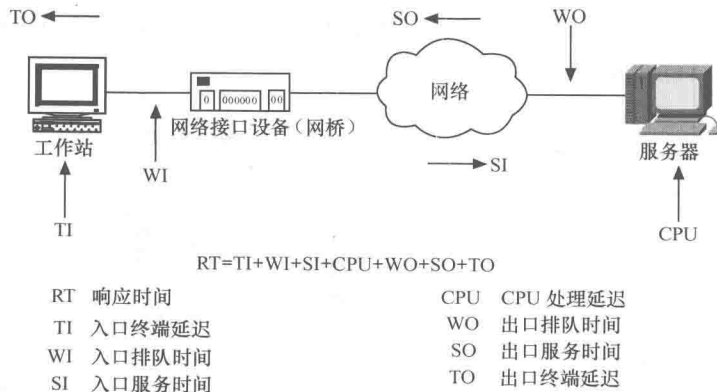 TO
SO
WO
0
000000
00
网络
网络接口设备(网桥)
工作站
服务器
WI
SI
TI
CPU
RT=TI+WI+SI+CPU+WO+SO+TO
RT 响应时间
CPU CPU 处理延迟
TI 入口终端延迟
WO 出口排队时间
WI 入口排队时间
SO 出口服务时间
SI 入口服务时间
TO 出口终端延迟